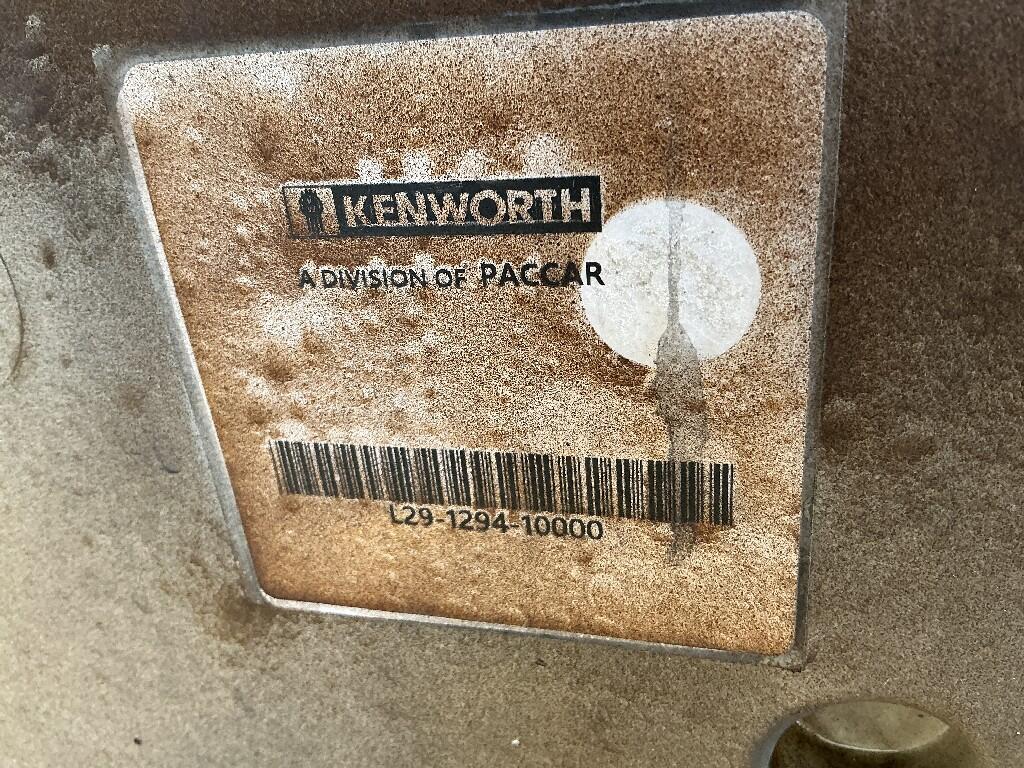 KENWORTH
A DIVISION OF PACCAR
L29-1294-10000